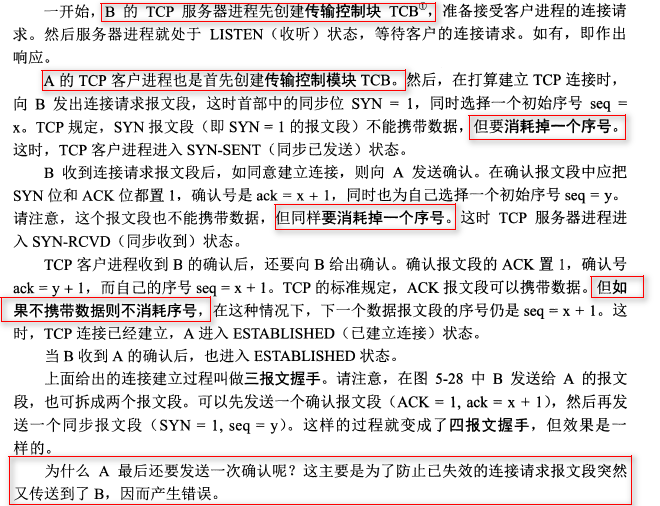 一开始，B 的 TCP 服务器进程先创建传输控制块 TCB①，准备接受客户进程的连接请
求。然后服务器进程就处于 LISTEN（收听）状态，等待客户的连接请求。如有，即作出
响应。
A 的 TCP 客户进程也是首先创建传输控制模块 TCB。然后，在打算建立 TCP 连接时，
向 B 发出连接请求报文段，这时首部中的同步位 SYN = 1，同时选择一个初始序号 seq =
x。TCP 规定，SYN 报文段（即 SYN = 1 的报文段）不能携带数据，但要消耗掉一个序号。
这时，TCP 客户进程进入 SYN-SENT（同步已发送）状态。
B 收到连接请求报文段后，如同意建立连接，则向 A 发送确认。在确认报文段中应把
SYN 位和 ACK 位都置 1，确认号是 ack = x + 1，同时也为自己选择一个初始序号 seq = y。
请注意，这个报文段也不能携带数据，但同样要消耗掉一个序号。这时 TCP 服务器进程进
入 SYN-RCVD（同步收到）状态。
TCP 客户进程收到 B 的确认后，还要向 B 给出确认。确认报文段的 ACK 置 1，确认号
ack = y + 1，而自己的序号 seq = x + 1。TCP 的标准规定，ACK 报文段可以携带数据。但如
果不携带数据则不消耗序号，在这种情况下，下一个数据报文段的序号仍是 seq = x + 1。这
时，TCP 连接已经建立，A 进入 ESTABLISHED（已建立连接）状态。
当 B 收到 A 的确认后，也进入 ESTABLISHED 状态。
上面给出的连接建立过程叫做三报文握手。请注意，在图 5-28 中 B 发送给 A 的报文
段，也可拆成两个报文段。可以先发送一个确认报文段（ACK = 1, ack = x + 1），然后再发
送一个同步报文段（SYN = 1, seq = y）。这样的过程就变成了四报文握手，但效果是一
样的。
为什么 A 最后还要发送一次确认呢？这主要是为了防止已失效的连接请求报文段突然
又传送到了 B，因而产生错误。